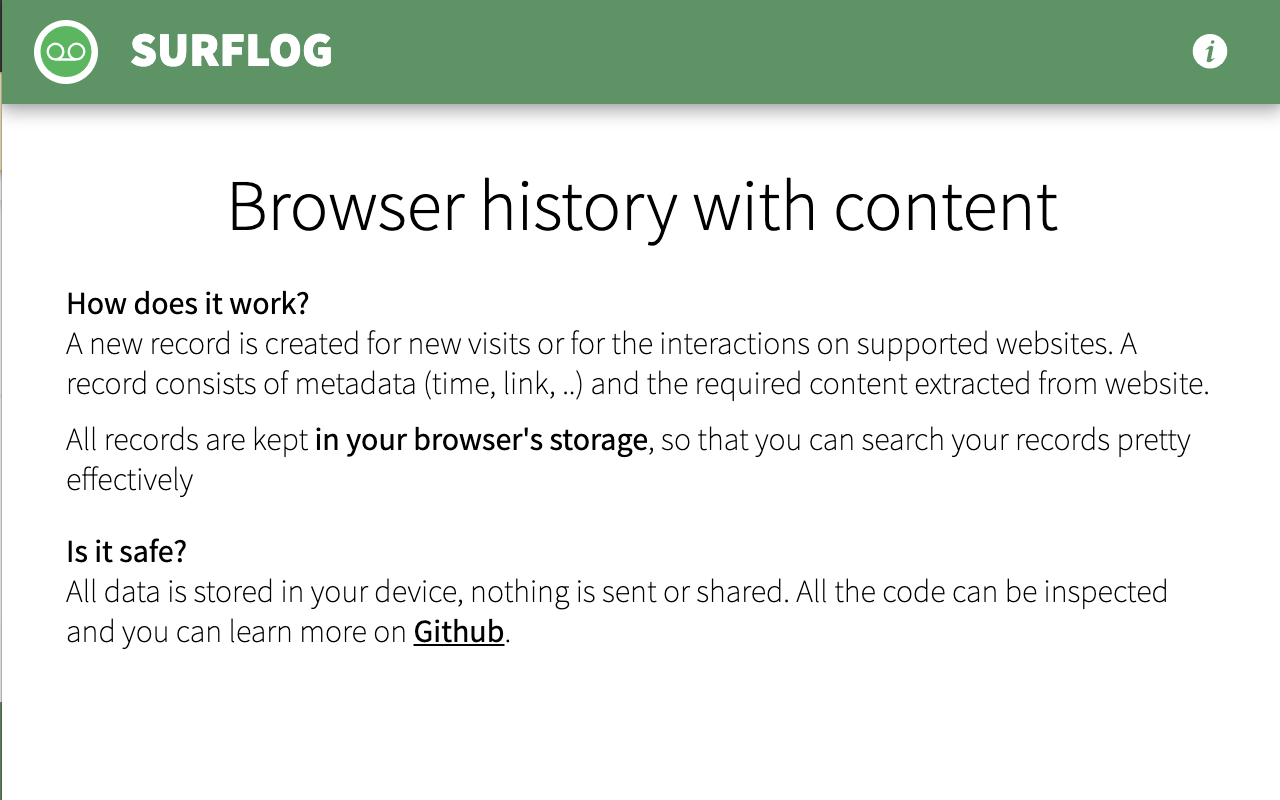 SURFLOG
Browser history with content
How does it work?
A new record is created for new visits or for the interactions on supported websites. A
record consists of metadata (time, link, ..) and the required content extracted from website.
All records are kept in your browser's storage, so that you can search your records pretty
effectively
Is it safe?
All data is stored in your device, nothing is sent or shared. All the code can be inspected
and you can learn more on Github.